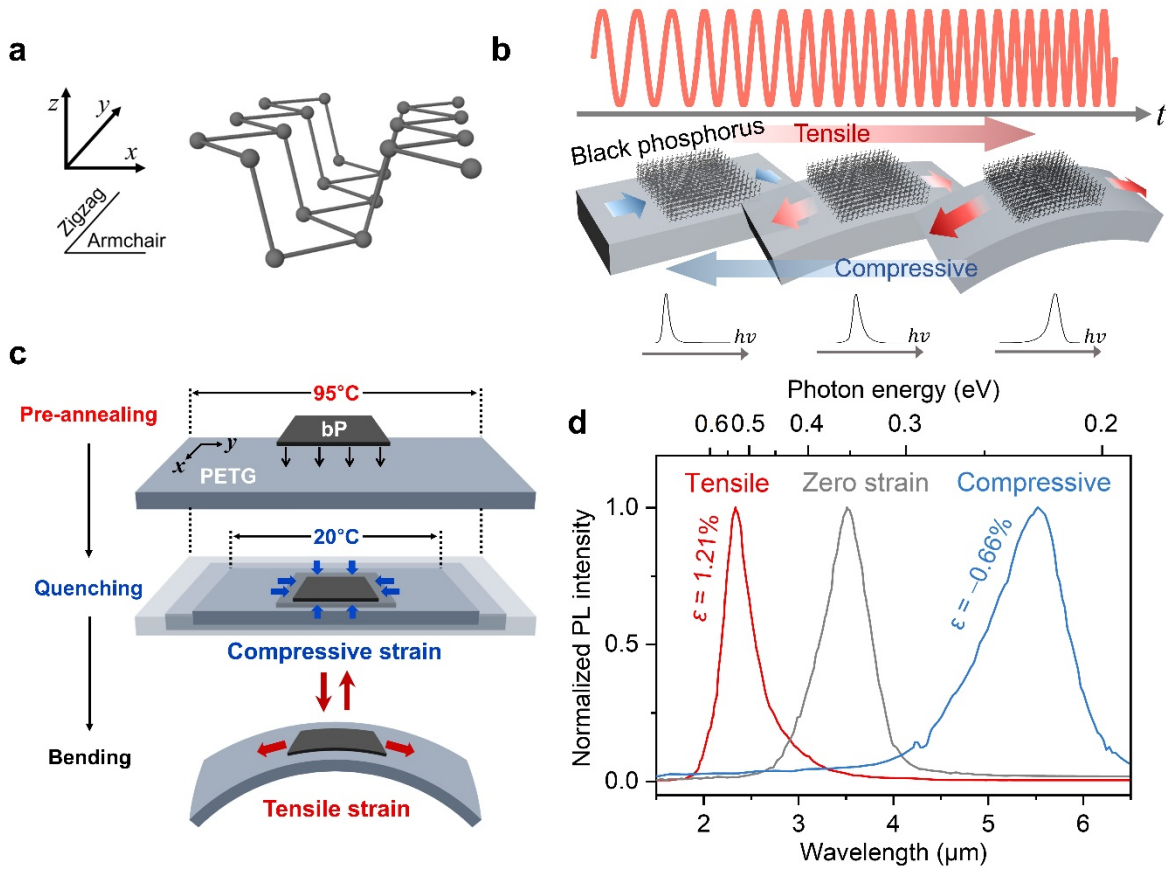 a
z
y
x
Zigzag
Armchair
b
t
Black phosphorus
Tensile
Compressive
hν
hν
hν
c
Pre-annealing
95°C
bP
y
x
PETG
Quenching
20°C
Compressive strain
Bending
Tensile strain
d
Photon energy (eV)
0.6 0.5 0.4 0.3 0.2
Tensile Zero strain Compressive
ε = 1.21%
ε = −0.66%
Normalized PL intensity
1.0
0.5
0.0
2 3 4 5 6
Wavelength (μm)